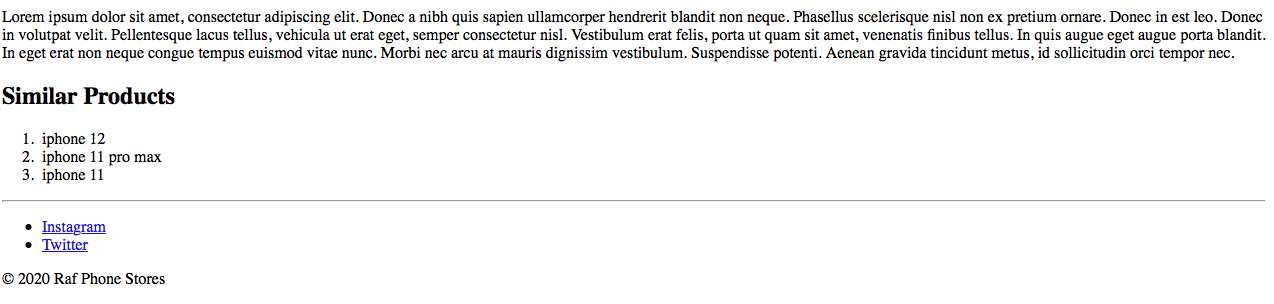 Lorem ipsum dolor sit amet, consectetur adipiscing elit. Donec a nibh quis sapien ullamcorper hendrerit blandit non neque. Phasellus scelerisque nisl non ex pretium ornare. Donec in est leo. Donec
in volutpat velit. Pellentesque lacus tellus, vehicula ut erat eget, semper consectetur nisl. Vestibulum erat felis, porta ut quam sit amet, venenatis finibus tellus. In quis augue eget augue porta blandit.
In eget erat non neque congue tempus euismod vitae nunc. Morbi nec arcu at mauris dignissim vestibulum. Suspendisse potenti. Aenean gravida tincidunt metus, id sollicitudin orci tempor nec.
Similar Products
1. iphone 12
2. iphone 11 pro max
3. iphone 11
• Instagram
• Twitter
© 2020 Raf Phone Stores